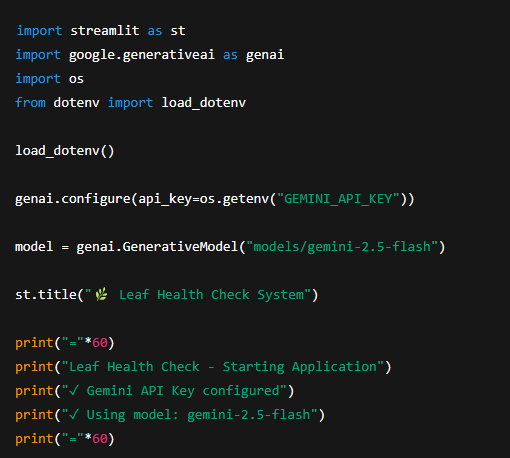 import streamlit as st
import google.generativeai as genai
import os
from dotenv import load_dotenv
load_dotenv()
genai.configure(api_key=os.getenv("GEMINI_API_KEY"))
model = genai.GenerativeModel("models/gemini-2.5-flash")
st.title("🌿 Leaf Health Check System")
print("="*60)
print("Leaf Health Check - Starting Application")
print("✓ Gemini API Key configured")
print("✓ Using model: gemini-2.5-flash")
print("="*60)